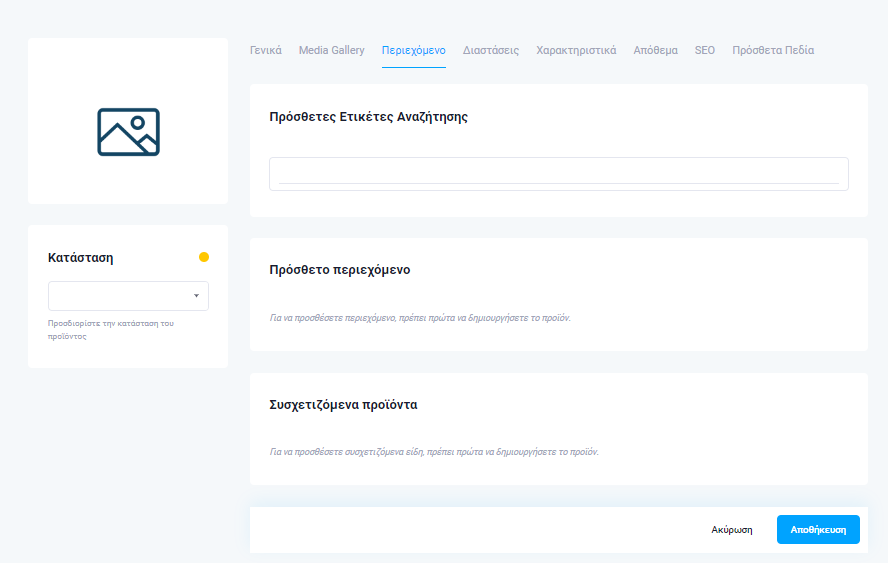 Γενικά Media Gallery Περιεχόμενο Διαστάσεις Χαρακτηριστικά Απόθεμα SEO Πρόσθετα Πεδία
Πρόσθετες Ετικέτες Αναζήτησης
Κατάσταση
Προσδιορίστε την κατάσταση του
προϊόντος
Πρόσθετο περιεχόμενο
Για να προσθέσετε περιεχόμενο, πρέπει πρώτα να δημιουργήσετε το προϊόν.
Συσχετιζόμενα προϊόντα
Για να προσθέσετε συσχετιζόμενα είδη, πρέπει πρώτα να δημιουργήσετε το προϊόν.
Ακύρωση Αποθήκευση